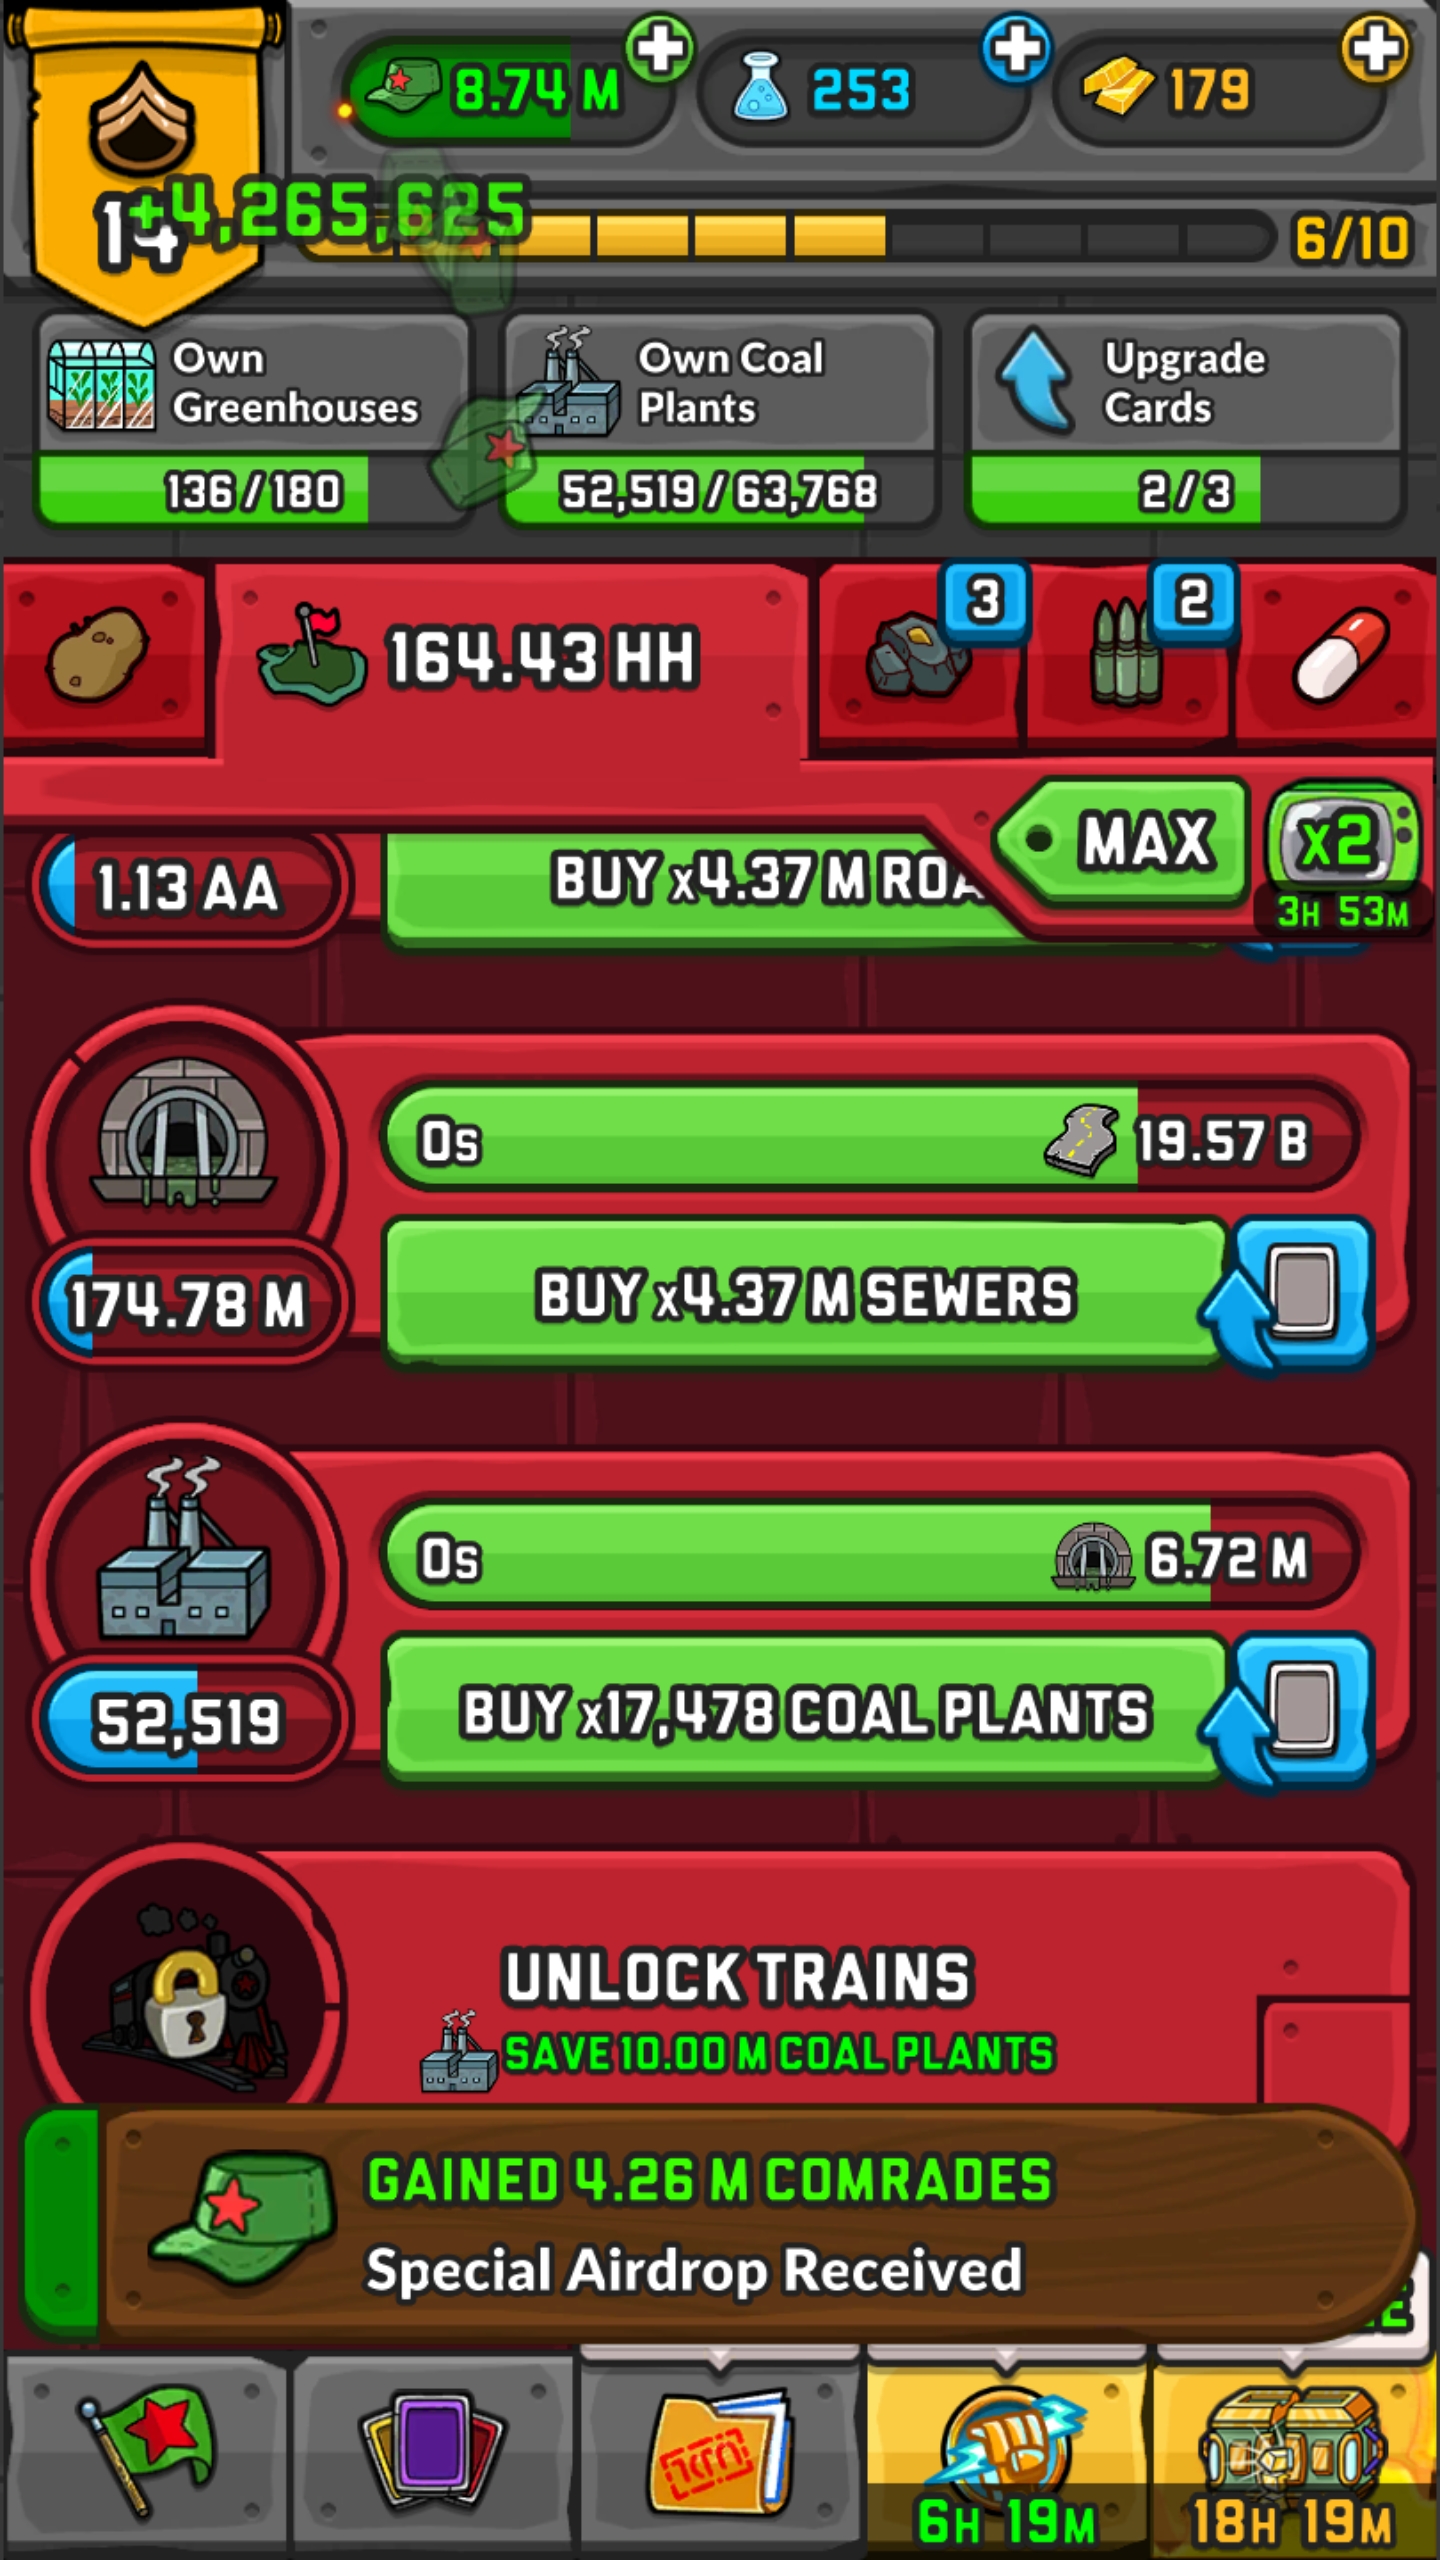 8.74 M
253
179
14
+4,265,625
6/10
Own
Greenhouses
136/180
Own Coal
Plants
52,519/63,768
Upgrade
Cards
2/3
164.43 HH
3
2
MAX
x2
3H 53M
1.13 AA
BUY x4.37 M
0s
19.57 B
174.78 M
BUY x4.37 M SEWERS
0s
6.72 M
52,519
BUY x17,478 COAL PLANTS
UNLOCK TRAINS
SAVE 10.00 M COAL PLANTS
GAINED 4.26 M COMRADES
Special Airdrop Received
6H 19M
18H 19M